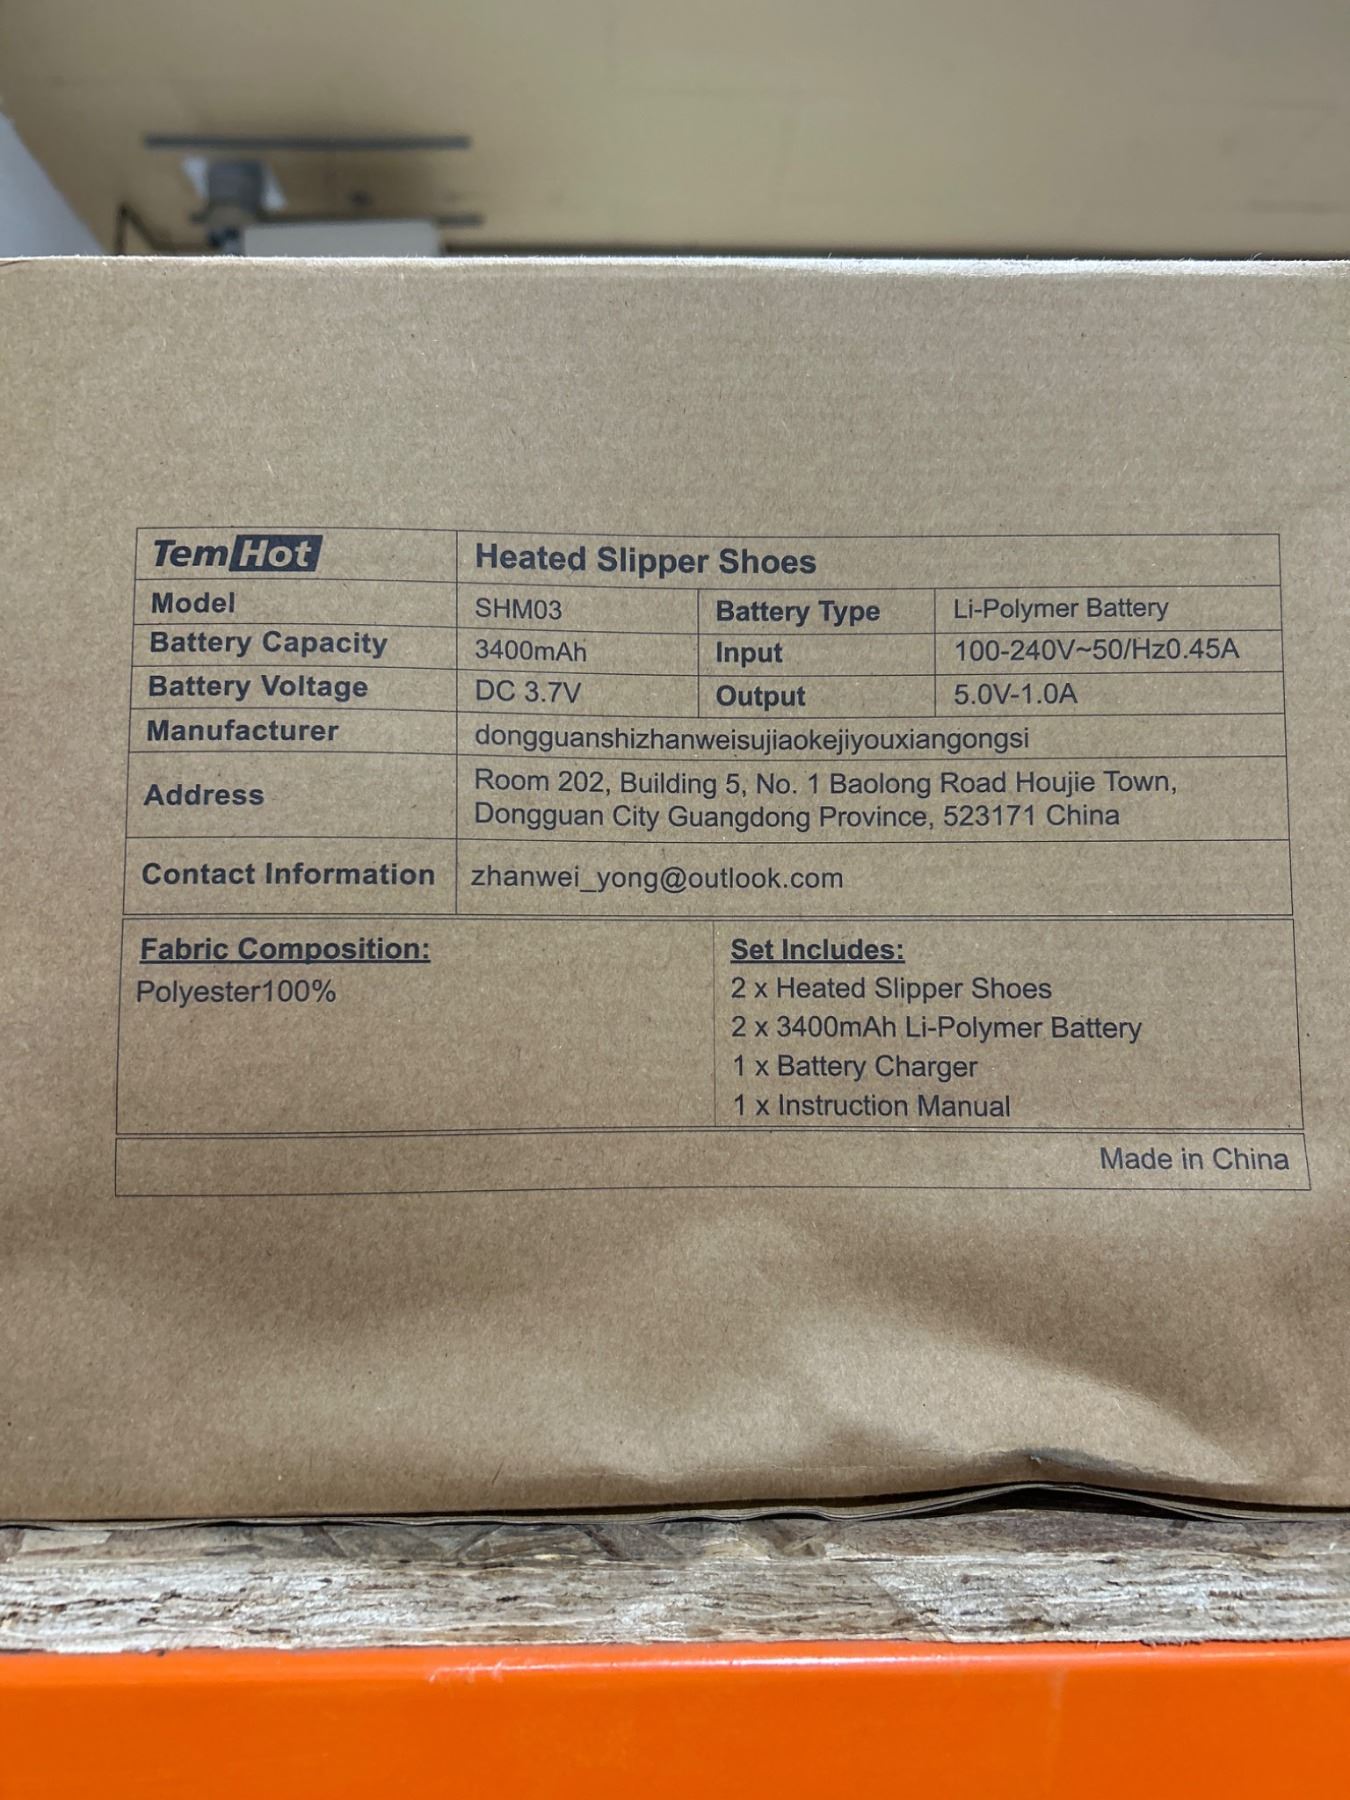 TemHot Heated Slipper Shoes
Model SHM03 Battery Type Li-Polymer Battery
Battery Capacity 3400mAh Input 100-240V~50/Hz0.45A
Battery Voltage DC 3.7V Output 5.0V-1.0A
Manufacturer dongguanshizhanweisujiaokejiyouxiangongsi
Address Room 202, Building 5, No. 1 Baolong Road Houjie Town,
Dongguan City Guangdong Province, 523171 China
Contact Information zhanwei_yong@outlook.com
Fabric Composition:
Polyester100%
Set Includes:
2 x Heated Slipper Shoes
2 x 3400mAh Li-Polymer Battery
1 x Battery Charger
1 x Instruction Manual
Made in China